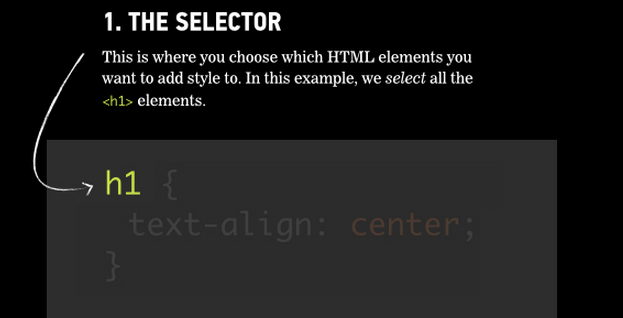 1. THE SELECTOR
This is where you choose which HTML elements you
want to add style to. In this example, we select all the
<h1> elements.
h1 {
text-align: center;
}